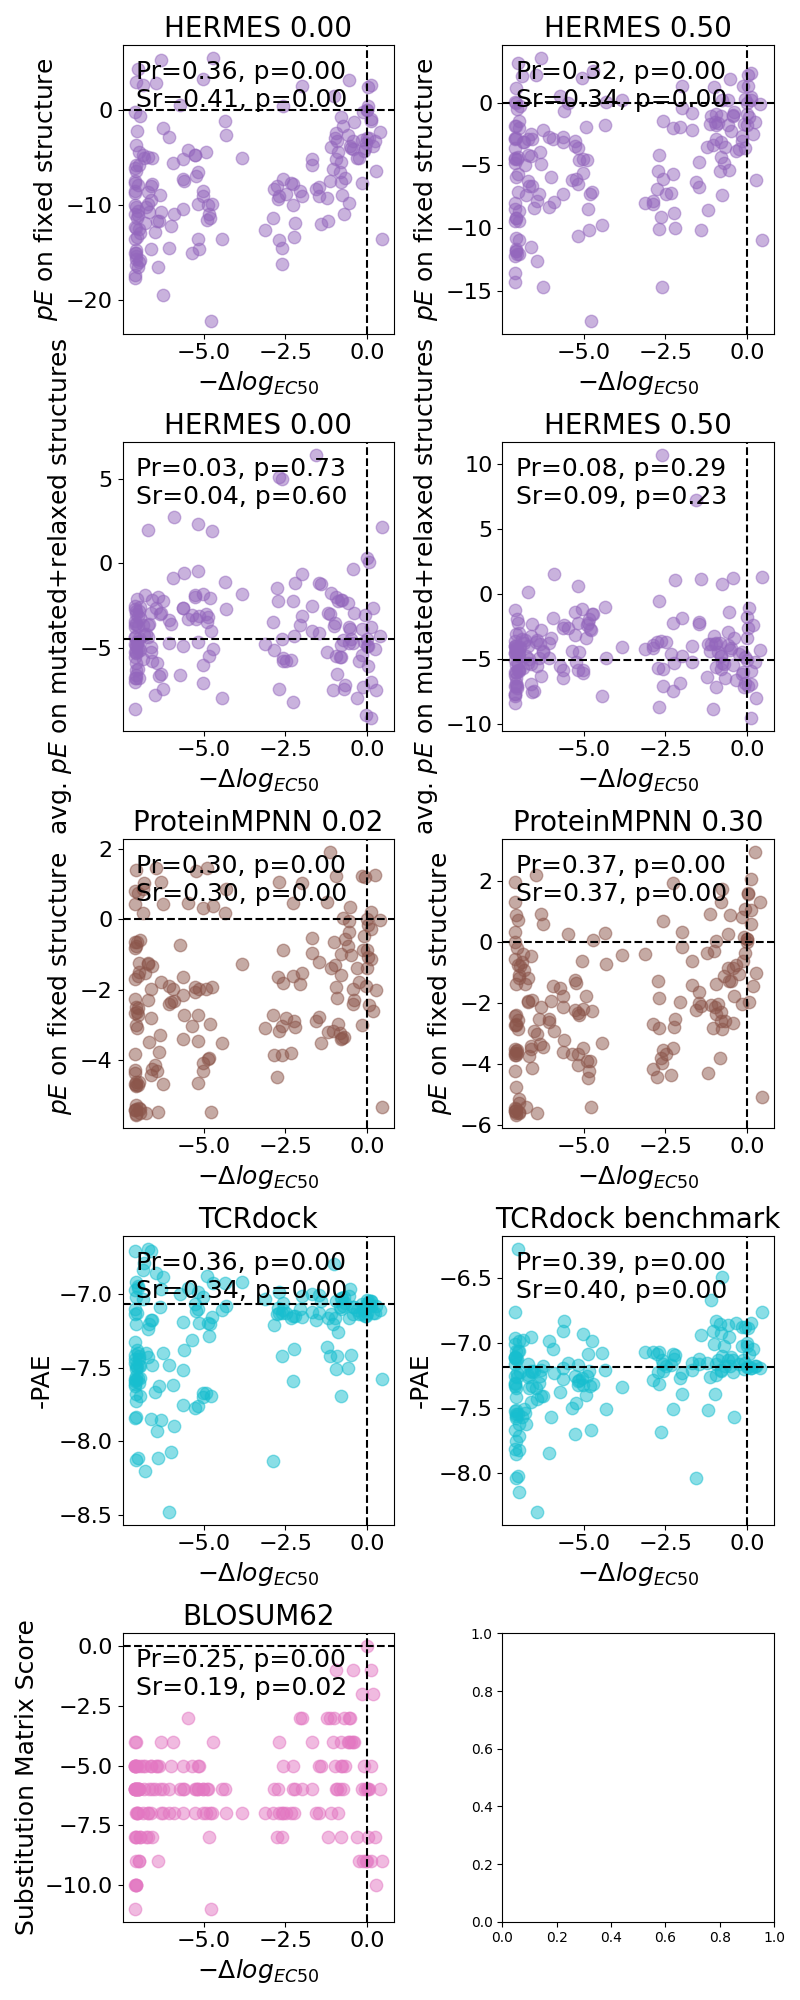 HERMES 0.00
Pr=0.36, p=0.00
Sr=0.41, p=0.00
pE on fixed structure
0
−10
−20
−5.0 −2.5 0.0
−Δlog_EC50
HERMES 0.50
Pr=0.32, p=0.00
Sr=0.34, p=0.00
pE on fixed structure
0
−5
−10
−15
−5.0 −2.5 0.0
−Δlog_EC50
HERMES 0.00
Pr=0.03, p=0.73
Sr=0.04, p=0.60
avg. pE on mutated+relaxed structures
5
0
−5
−5.0 −2.5 0.0
−Δlog_EC50
HERMES 0.50
Pr=0.08, p=0.29
Sr=0.09, p=0.23
avg. pE on mutated+relaxed structures
10
5
0
−5
−10
−5.0 −2.5 0.0
−Δlog_EC50
ProteinMPNN 0.02
Pr=0.30, p=0.00
Sr=0.30, p=0.00
pE on fixed structure
2
0
−2
−4
−5.0 −2.5 0.0
−Δlog_EC50
ProteinMPNN 0.30
Pr=0.37, p=0.00
Sr=0.37, p=0.00
pE on fixed structure
2
0
−2
−4
−6
−5.0 −2.5 0.0
−Δlog_EC50
TCRdock
Pr=0.36, p=0.00
Sr=0.34, p=0.00
-PAE
−7.0
−7.5
−8.0
−8.5
−5.0 −2.5 0.0
−Δlog_EC50
TCRdock benchmark
Pr=0.39, p=0.00
Sr=0.40, p=0.00
-PAE
−6.5
−7.0
−7.5
−8.0
−5.0 −2.5 0.0
−Δlog_EC50
BLOSUM62
Pr=0.25, p=0.00
Sr=0.19, p=0.02
Substitution Matrix Score
0.0
−2.5
−5.0
−7.5
−10.0
−5.0 −2.5 0.0
−Δlog_EC50
1.0
0.8
0.6
0.4
0.2
0.0
0.0 0.2 0.4 0.6 0.8 1.0